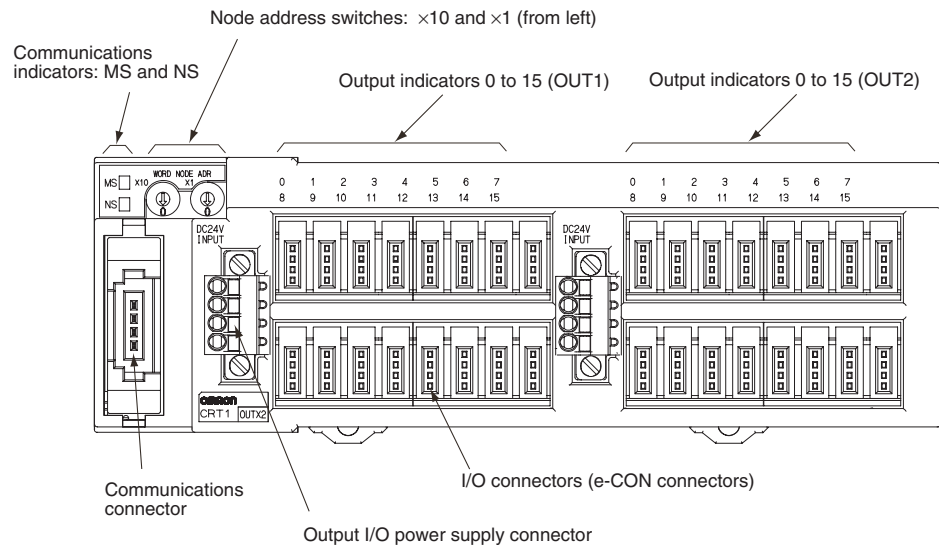 Node address switches: ×10 and ×1 (from left)
Communications
indicators: MS and NS
Output indicators 0 to 15 (OUT1)
Output indicators 0 to 15 (OUT2)
WORD NODE ADR
MS X10 X1
NS
0 0
0 1 2 3 4 5 6 7
8 9 10 11 12 13 14 15
0 1 2 3 4 5 6 7
8 9 10 11 12 13 14 15
DC24V
INPUT
DC24V
INPUT
OMRON
CRT1 OUTX2
Communications
connector
I/O connectors (e-CON connectors)
Output I/O power supply connector